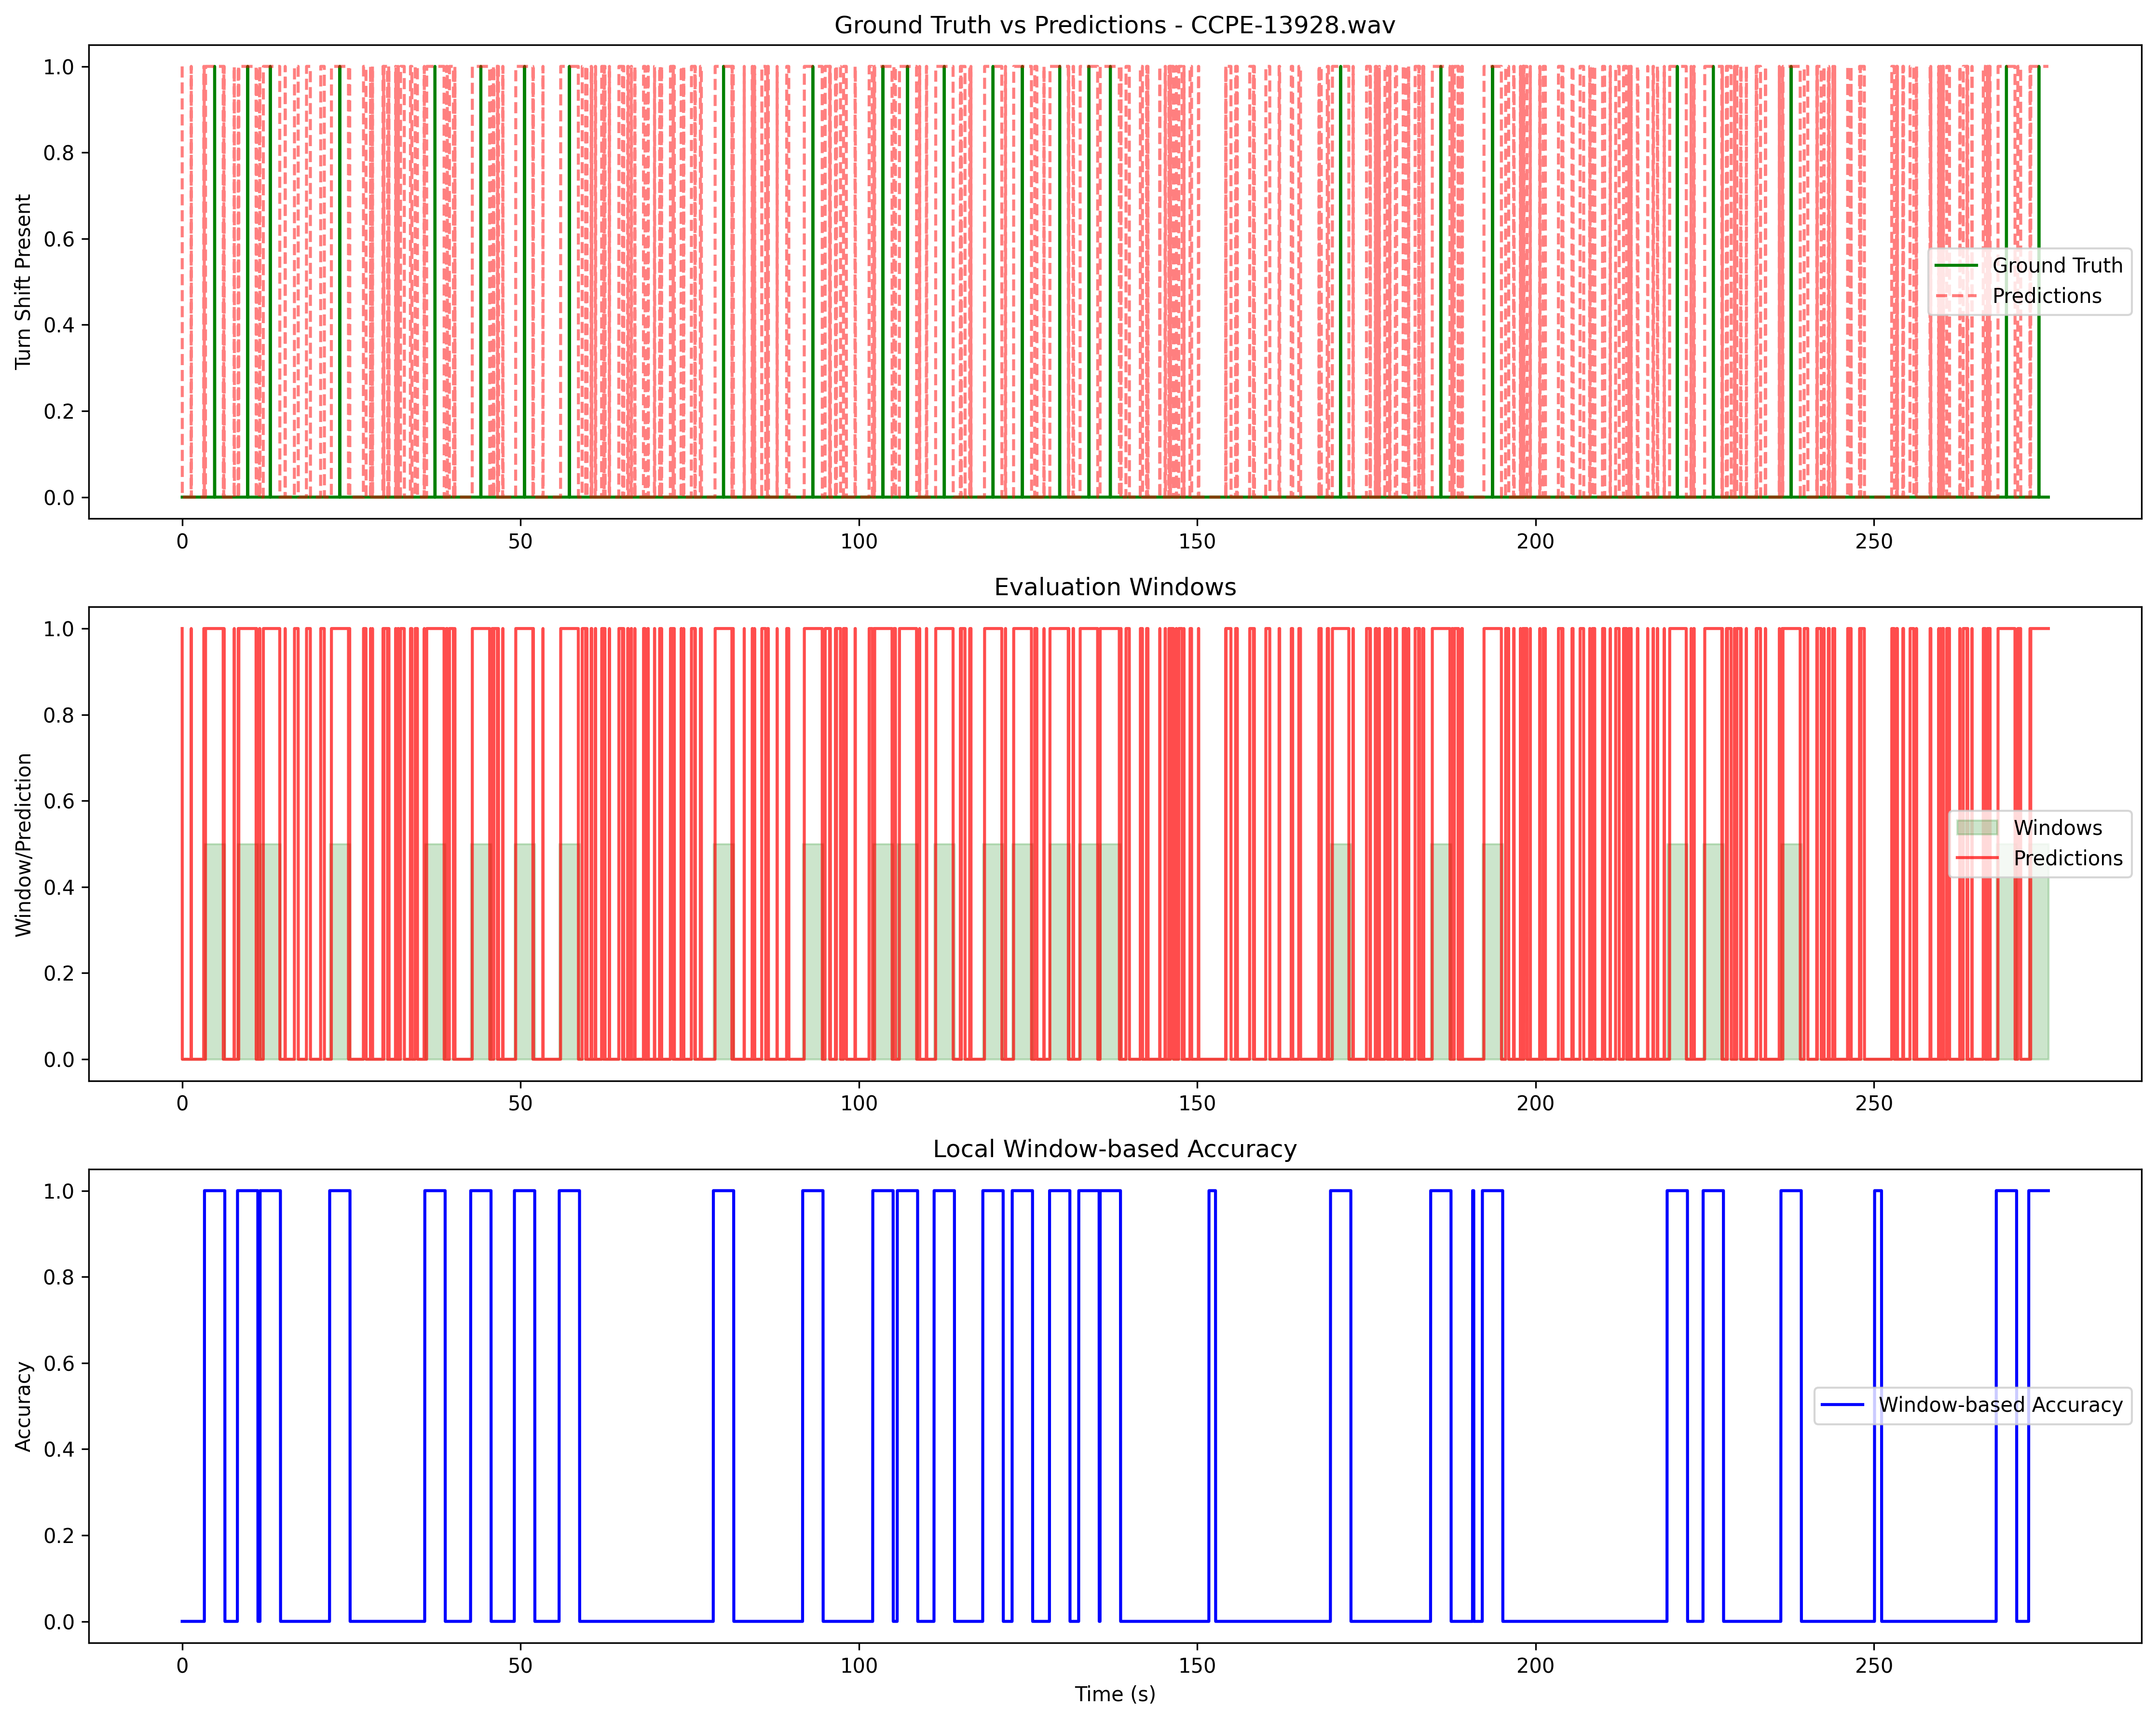 Ground Truth vs Predictions - CCPE-13928.wav
Turn Shift Present
1.0
0.8
0.6
0.4
0.2
0.0
Ground Truth
Predictions
0 50 100 150 200 250
Evaluation Windows
Window/Prediction
1.0
0.8
0.6
0.4
0.2
0.0
Windows
Predictions
0 50 100 150 200 250
Local Window-based Accuracy
Accuracy
1.0
0.8
0.6
0.4
0.2
0.0
Window-based Accuracy
0 50 100 150 200 250
Time (s)